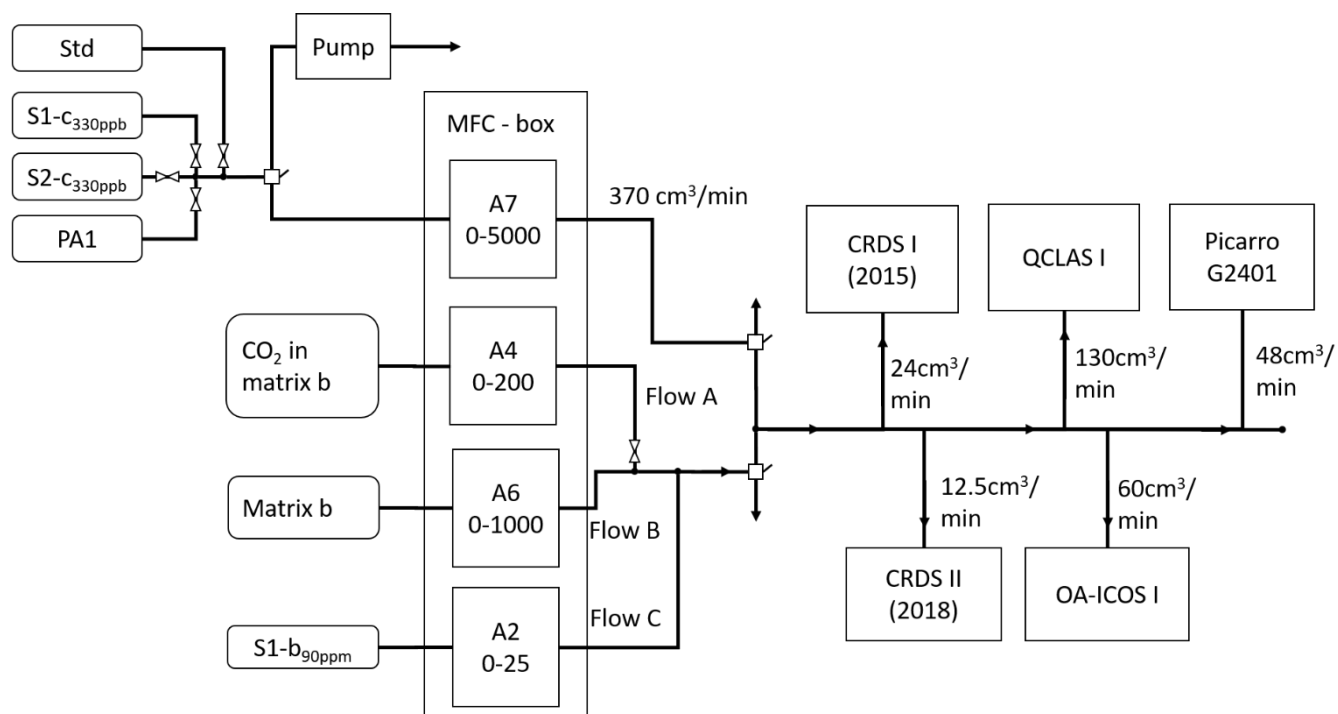 Std
Pump
S1-c330ppb
MFC - box
S2-c330ppb
A7
0-5000
370 cm³/min
PA1
CRDS I
(2015)
QCLAS I
Picarro
G2401
CO₂ in
matrix b
A4
0-200
Flow A
24cm³/
min
130cm³/
min
48cm³/
min
Matrix b
A6
0-1000
Flow B
12.5cm³/
min
60cm³/
min
S1-b90ppm
A2
0-25
Flow C
CRDS II
(2018)
OA-ICOS I